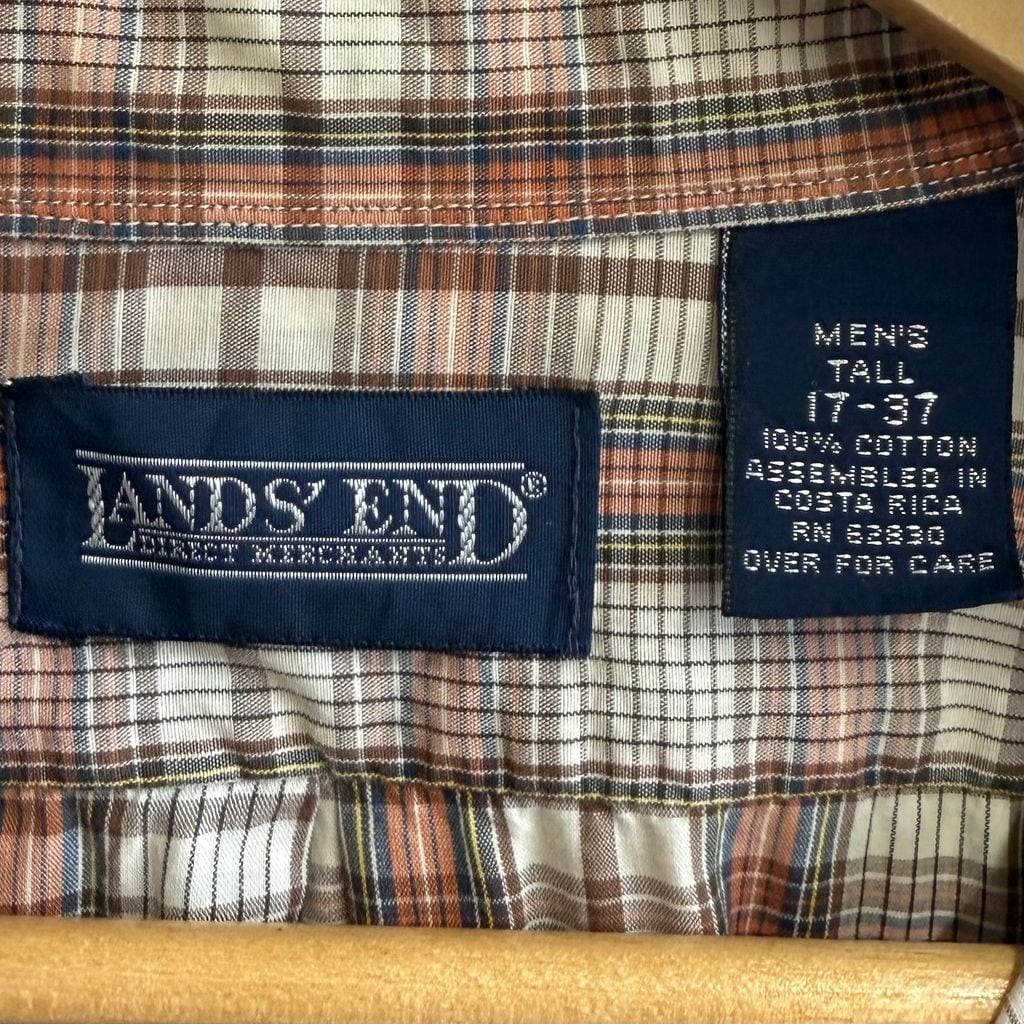 LANDS' END®
DIRECT MERCHANTS
MEN'S
TALL
17-37
100% COTTON
ASSEMBLED IN
COSTA RICA
RN 62830
OVER FOR CARE